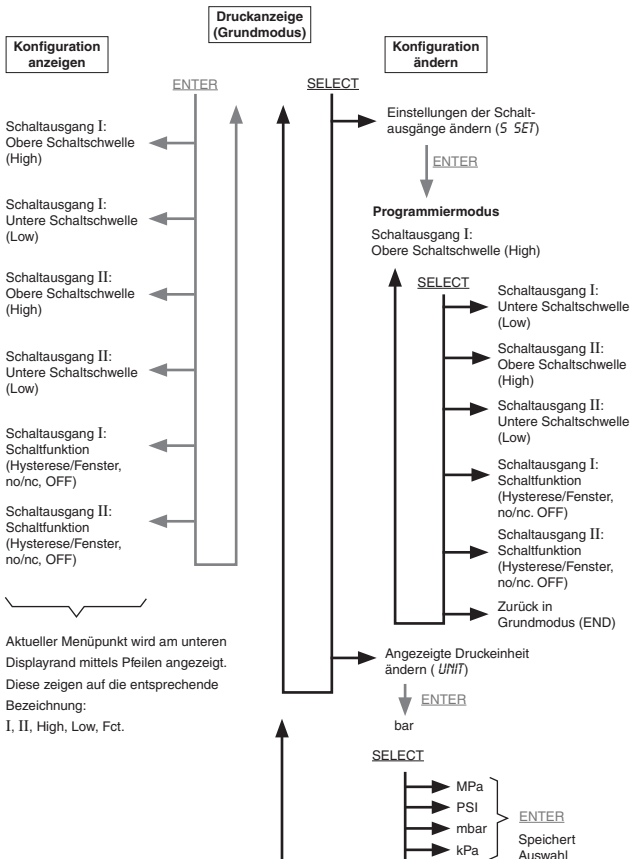 Druckanzeige
(Grundmodus)
Konfiguration
anzeigen
Konfiguration
ändern
ENTER
SELECT
Schaltausgang I:
Obere Schaltschwelle
(High)
Schaltausgang I:
Untere Schaltschwelle
(Low)
Schaltausgang II:
Obere Schaltschwelle
(High)
Schaltausgang II:
Untere Schaltschwelle
(Low)
Schaltausgang I:
Schaltfunktion
(Hysterese/Fenster,
no/nc, OFF)
Schaltausgang II:
Schaltfunktion
(Hysterese/Fenster,
no/nc, OFF)
Aktueller Menüpunkt wird am unteren
Displayrand mittels Pfeilen angezeigt.
Diese zeigen auf die entsprechende
Bezeichnung:
I, II, High, Low, Fct.
Einstellungen der Schalt-
ausgänge ändern (S SET)
ENTER
Programmiermodus
Schaltausgang I:
Obere Schaltschwelle (High)
SELECT
Schaltausgang I:
Untere Schaltschwelle
(Low)
Schaltausgang II:
Obere Schaltschwelle
(High)
Schaltausgang II:
Untere Schaltschwelle
(Low)
Schaltausgang I:
Schaltfunktion
(Hysterese/Fenster,
no/nc. OFF)
Schaltausgang II:
Schaltfunktion
(Hysterese/Fenster,
no/nc. OFF)
Zurück in
Grundmodus (END)
Angezeigte Druckeinheit
ändern ( UNIT)
ENTER
bar
SELECT
MPa
PSI
mbar
kPa
ENTER
Speichert
Auswahl